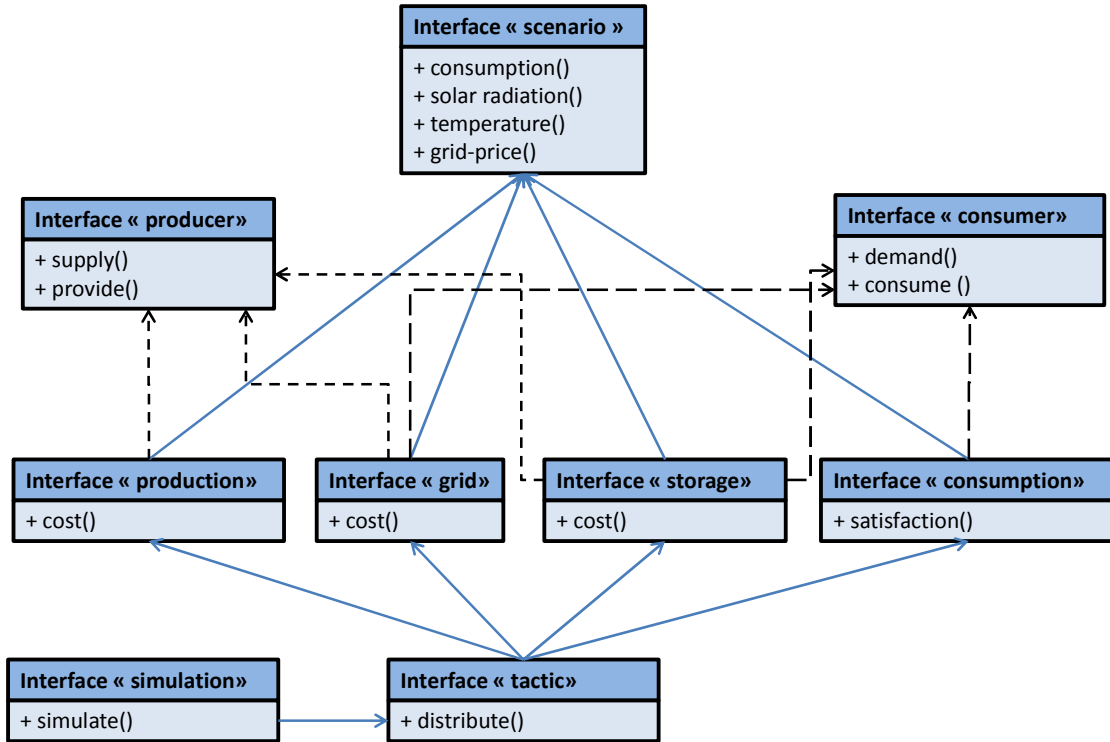 Interface « scenario »
+ consumption()
+ solar radiation()
+ temperature()
+ grid-price()
Interface « producer»
+ supply()
+ provide()
Interface « consumer»
+ demand()
+ consume ()
Interface « production»
+ cost()
Interface « grid»
+ cost()
Interface « storage»
+ cost()
Interface « consumption»
+ satisfaction()
Interface « simulation»
+ simulate()
Interface « tactic»
+ distribute()